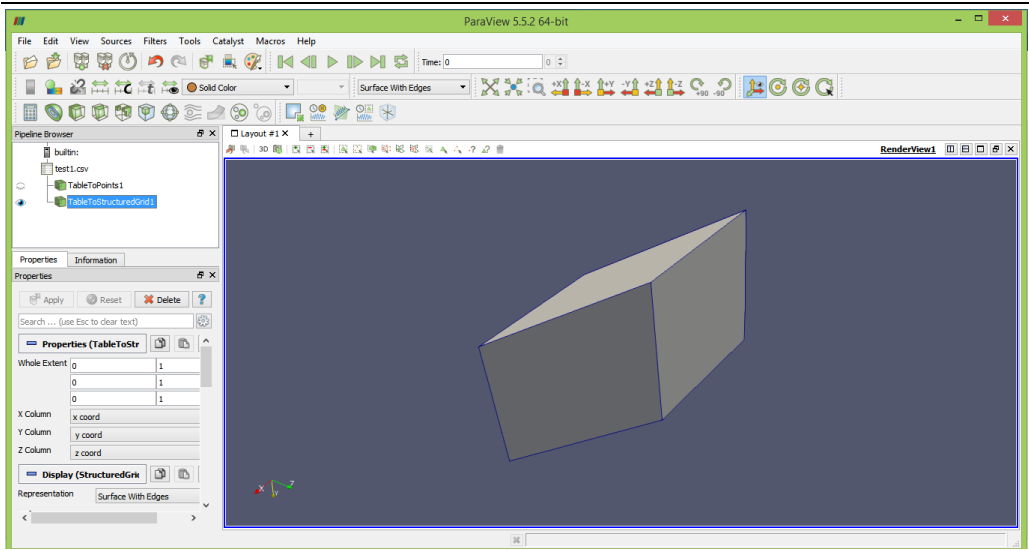 ParaView 5.5.2 64-bit
File Edit View Sources Filters Tools Catalyst Macros Help
Time: 0 0
Solid Color Surface With Edges +X -X +Y -Y +Z -Z +90 -90
Pipeline Browser
builtin:
test1.csv
TableToPoints1
TableToStructuredGrid1
Layout #1 X +
3D RenderView1
Properties Information
Properties
Apply Reset Delete ?
Search ... (use Esc to clear text)
Properties (TableToStr
Whole Extent 0 1
0 1
0 1
X Column x coord
Y Column y coord
Z Column z coord
Display (StructuredGri
Representation Surface With Edges
X Y Z